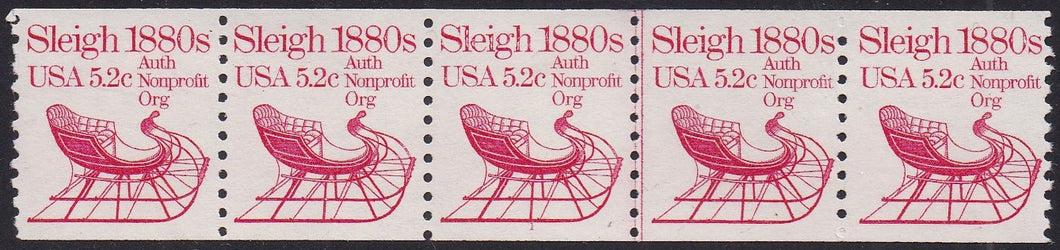 Sleigh 1880s
USA 5.2c Auth
Nonprofit
Org
Sleigh 1880s
USA 5.2c Auth
Nonprofit
Org
Sleigh 1880s
USA 5.2c Auth
Nonprofit
Org
1
Sleigh 1880s
USA 5.2c Auth
Nonprofit
Org
Sleigh 1880s
USA 5.2c Auth
Nonprofit
Org